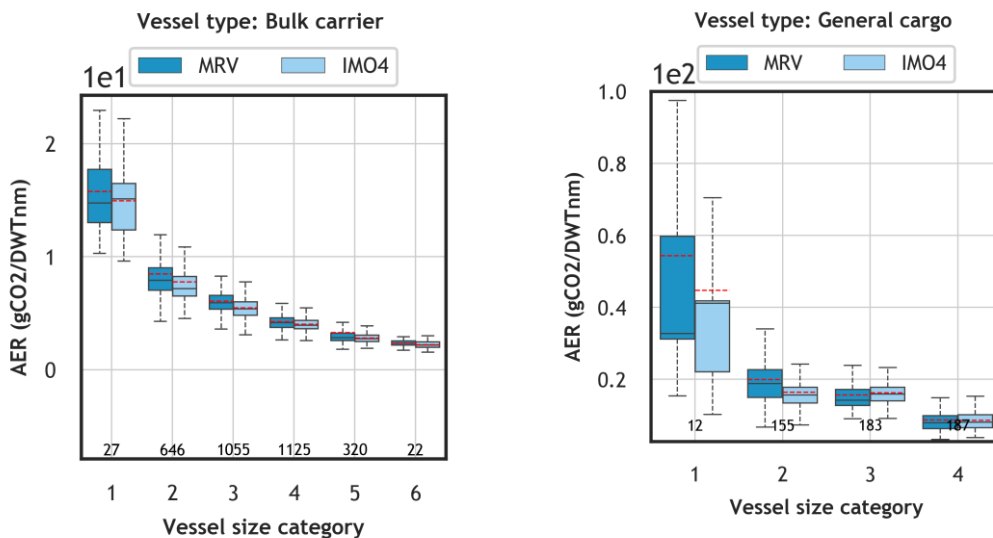 Vessel type: Bulk carrier
MRV IMO4
1e1
2
1
0
AER (gCO2/DWTnm)
27 646 1055 1125 320 22
1 2 3 4 5 6
Vessel size category
Vessel type: General cargo
MRV IMO4
1e2
1.0
0.8
0.6
0.4
0.2
AER (gCO2/DWTnm)
12 155 183 187
1 2 3 4
Vessel size category